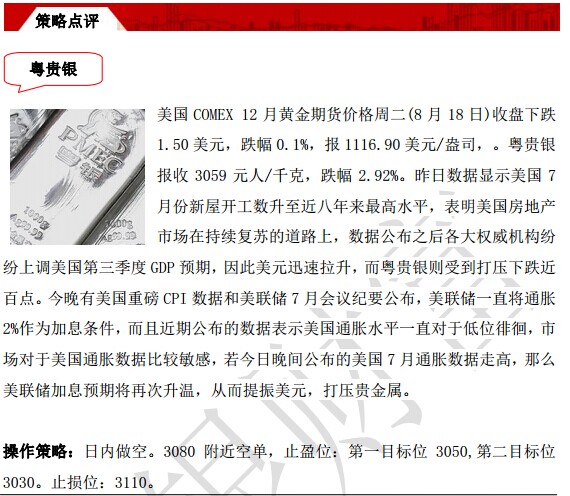 策略点评
粤贵银
PMEC
美国 COMEX 12 月黄金期货价格周二(8 月 18 日)收盘下跌
1.50 美元，跌幅 0.1%，报 1116.90 美元/盎司，。粤贵银
报收 3059 元人/千克，跌幅 2.92%。昨日数据显示美国 7
月份新屋开工数升至近八年来最高水平，表明美国房地产
市场在持续复苏的道路上，数据公布之后各大权威机构纷
纷上调美国第三季度 GDP 预期，因此美元迅速拉升，而粤贵银则受到打压下跌近
百点。今晚有美国重磅 CPI 数据和美联储 7 月会议纪要公布，美联储一直将通胀
2%作为加息条件，而且近期公布的数据表示美国通胀水平一直对于低位徘徊，市
场对于美国通胀数据比较敏感，若今日晚间公布的美国 7 月通胀数据走高，那么
美联储加息预期将再次升温，从而提振美元，打压贵金属。
操作策略：日内做空。3080 附近空单，止盈位：第一目标位 3050,第二目标位
3030。止损位：3110。